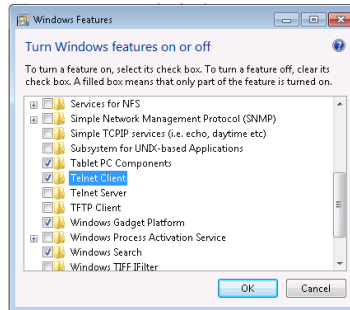 Windows Features
Turn Windows features on or off
To turn a feature on, select its check box. To turn a feature off, clear its
check box. A filled box means that only part of the feature is turned on.
Services for NFS
Simple Network Management Protocol (SNMP)
Simple TCPIP services (i.e. echo, daytime etc)
Subsystem for UNIX-based Applications
Tablet PC Components
Telnet Client
Telnet Server
TFTP Client
Windows Gadget Platform
Windows Process Activation Service
Windows Search
Windows TIFF IFilter
OK Cancel